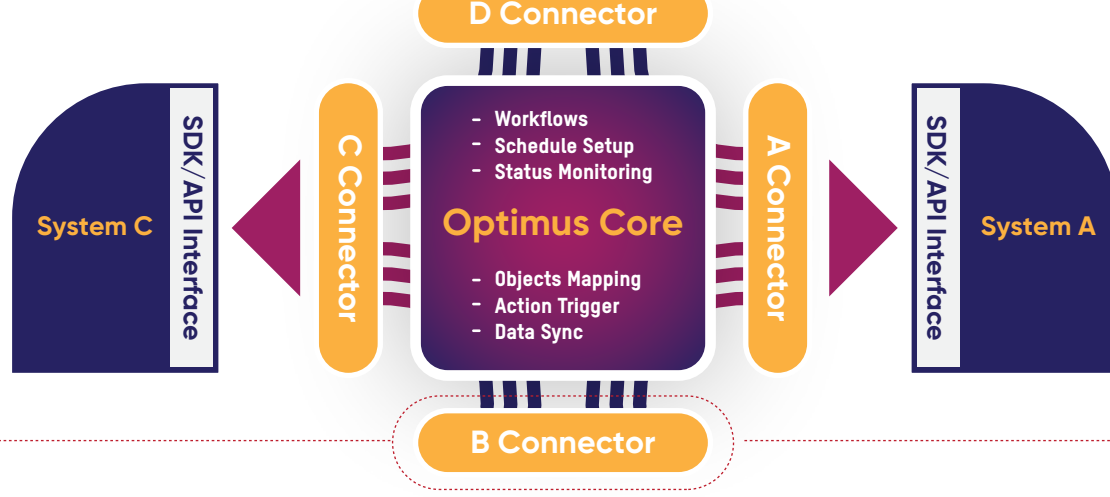 D Connector
System C
SDK/API Interface
C Connector
- Workflows
- Schedule Setup
- Status Monitoring
Optimus Core
- Objects Mapping
- Action Trigger
- Data Sync
A Connector
SDK/API Interface
System A
B Connector